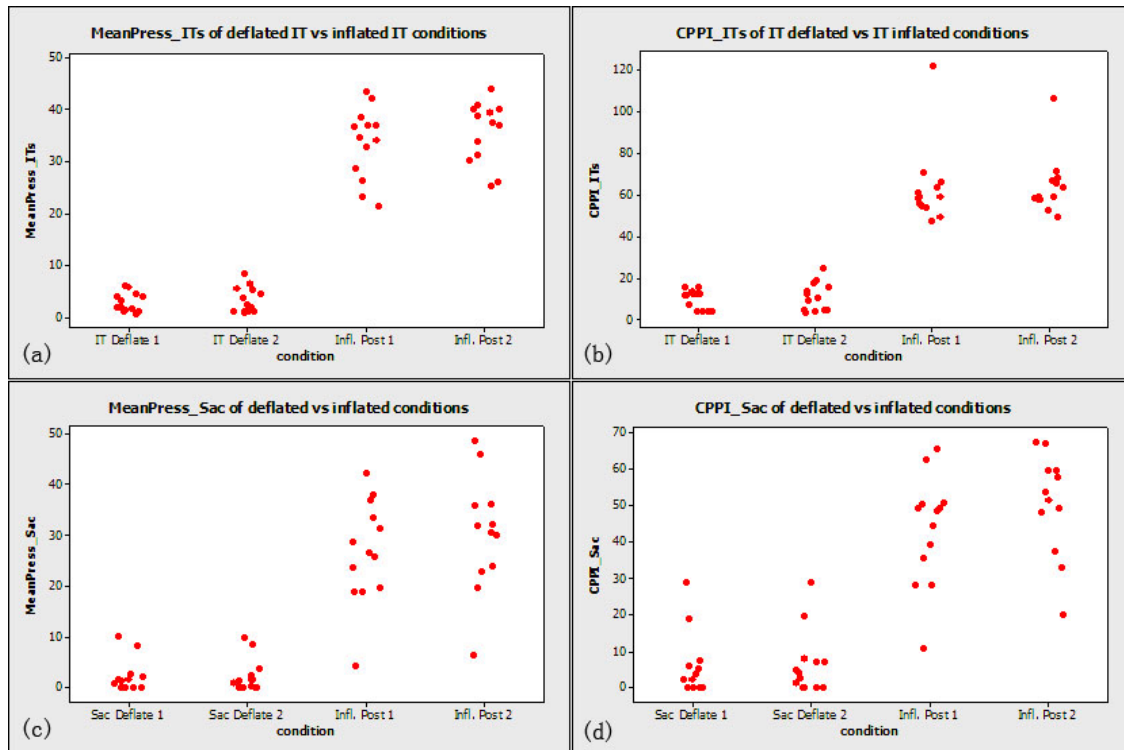 MeanPress_ITs of deflated IT vs inflated IT conditions
50
40
30
20
10
0
MeanPress_ITs
IT Deflate 1 IT Deflate 2 Infl. Post 1 Infl. Post 2
condition
(a)
CPPI_ITs of IT deflated vs IT inflated conditions
120
100
80
60
40
20
0
CPPI_ITs
IT Deflate 1 IT Deflate 2 Infl. Post 1 Infl. Post 2
condition
(b)
MeanPress_Sac of deflated vs inflated conditions
50
40
30
20
10
0
MeanPress_Sac
Sac Deflate 1 Sac Deflate 2 Infl. Post 1 Infl. Post 2
condition
(c)
CPPI_Sac of deflated vs inflated conditions
70
60
50
40
30
20
10
0
CPPI_Sac
Sac Deflate 1 Sac Deflate 2 Infl. Post 1 Infl. Post 2
condition
(d)